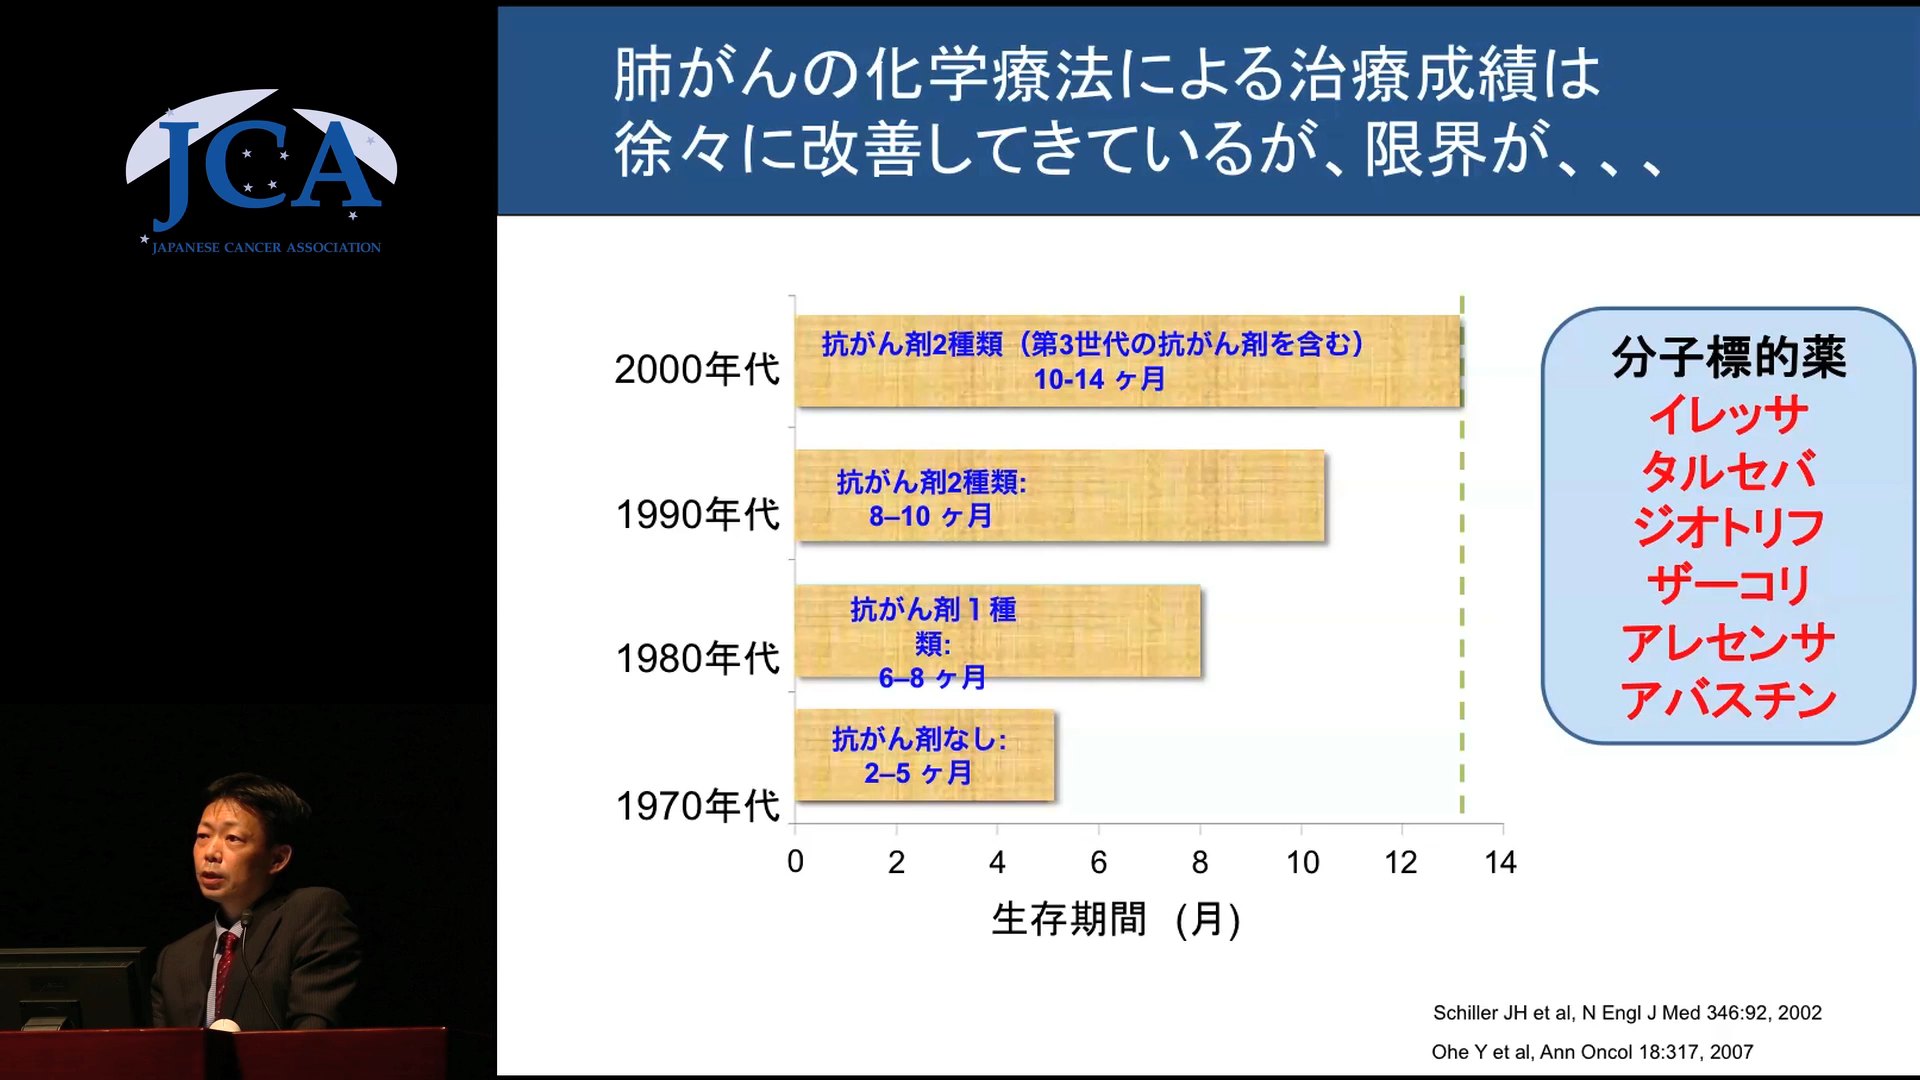 JCA
JAPANESE CANCER ASSOCIATION
肺がんの化学療法による治療成績は
徐々に改善してきているが、限界が、、、
2000年代
抗がん剤2種類（第3世代の抗がん剤を含む）
10-14 ヶ月
1990年代
抗がん剤2種類:
8–10 ヶ月
1980年代
抗がん剤１種
類:
6–8 ヶ月
1970年代
抗がん剤なし:
2–5 ヶ月
0 2 4 6 8 10 12 14
生存期間 (月)
分子標的薬
イレッサ
タルセバ
ジオトリフ
ザーコリ
アレセンサ
アバスチン
Schiller JH et al, N Engl J Med 346:92, 2002
Ohe Y et al, Ann Oncol 18:317, 2007